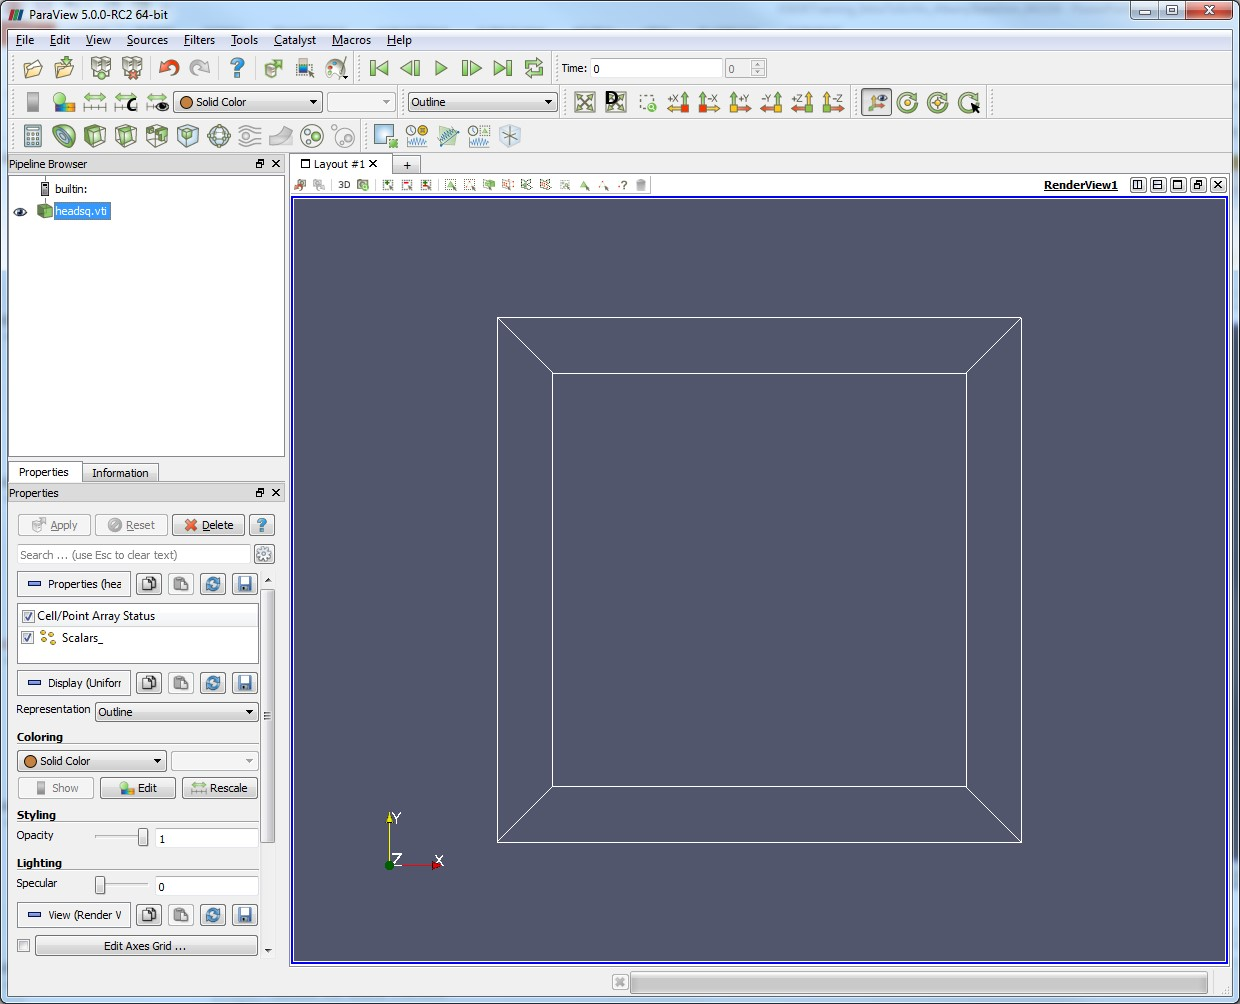 ParaView 5.0.0-RC2 64-bit
File Edit View Sources Filters Tools Catalyst Macros Help
Time: 0 0
C Solid Color Outline D +X -X +Y -Y +Z -Z
Pipeline Browser
builtin:
headsq.vti
Layout #1 +
3D ? RenderView1
Properties Information
Properties
Apply Reset Delete ?
Search ... (use Esc to clear text)
Properties (hea
Cell/Point Array Status
Scalars_
Display (Uniforr
Representation Outline
Coloring
Solid Color
Show Edit Rescale
Styling
Opacity 1
Lighting
Specular 0
View (Render V
Edit Axes Grid ...
Y
Z X